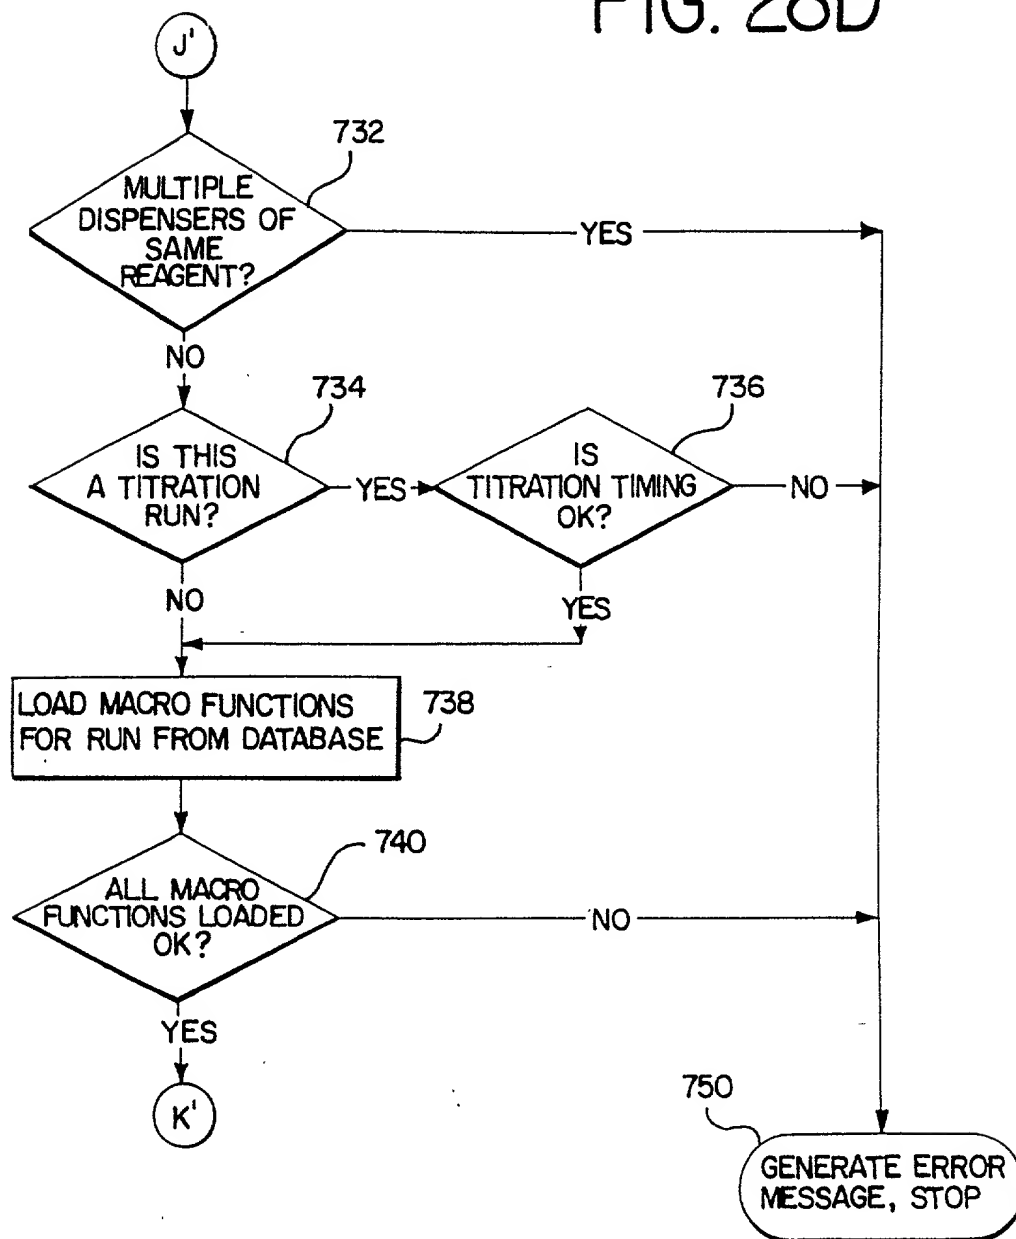 FIG. 28D
J'
732
MULTIPLE
DISPENSERS OF
SAME
REAGENT?
YES
NO
734
IS THIS
A TITRATION
RUN?
YES
736
IS
TITRATION TIMING
OK?
NO
NO
YES
LOAD MACRO FUNCTIONS
FOR RUN FROM DATABASE
738
740
ALL MACRO
FUNCTIONS LOADED
OK?
NO
YES
K'
750
GENERATE ERROR
MESSAGE, STOP